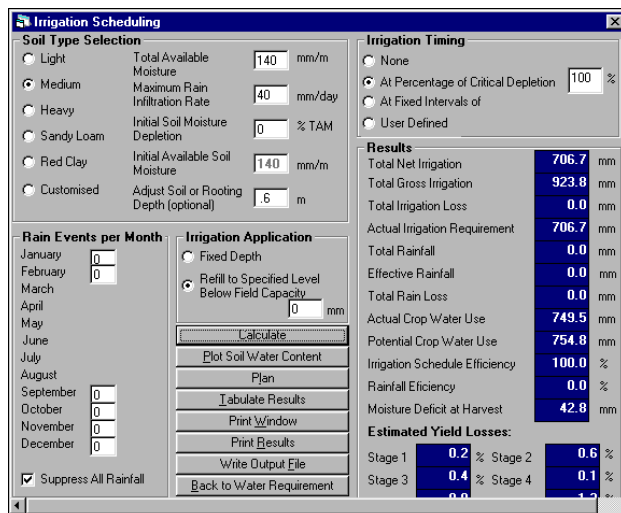 Irrigation Scheduling
Soil Type Selection
Light
Medium
Heavy
Sandy Loam
Red Clay
Customised
Total Available Moisture 140 mm/m
Maximum Rain Infiltration Rate 40 mm/day
Initial Soil Moisture Depletion 0 % TAM
Initial Available Soil Moisture 140 mm/m
Adjust Soil or Rooting Depth (optional) .6 m
Irrigation Timing
None
At Percentage of Critical Depletion 100 %
At Fixed Intervals of
User Defined
Rain Events per Month
January 0
February 0
March
April
May
June
July
August
September 0
October 0
November 0
December 0
Suppress All Rainfall
Irrigation Application
Fixed Depth
Refill to Specified Level
Below Field Capacity
0 mm
Calculate
Plot Soil Water Content
Plan
Tabulate Results
Print Window
Print Results
Write Output File
Back to Water Requirement
Results
Total Net Irrigation 706.7 mm
Total Gross Irrigation 923.8 mm
Total Irrigation Loss 0.0 mm
Actual Irrigation Requirement 706.7 mm
Total Rainfall 0.0 mm
Effective Rainfall 0.0 mm
Total Rain Loss 0.0 mm
Actual Crop Water Use 749.5 mm
Potential Crop Water Use 754.8 mm
Irrigation Schedule Efficiency 100.0 %
Rainfall Eficiency 0.0 %
Moisture Deficit at Harvest 42.8 mm
Estimated Yield Losses:
Stage 1 0.2 % Stage 2 0.6 %
Stage 3 0.4 % Stage 4 0.1 %